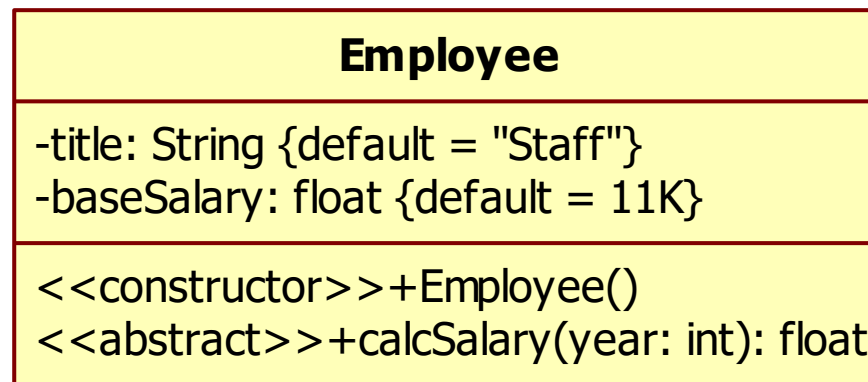 Employee
-title: String {default = "Staff"}
-baseSalary: float {default = 11K}
<<constructor>>+Employee()
<<abstract>>+calcSalary(year: int): float